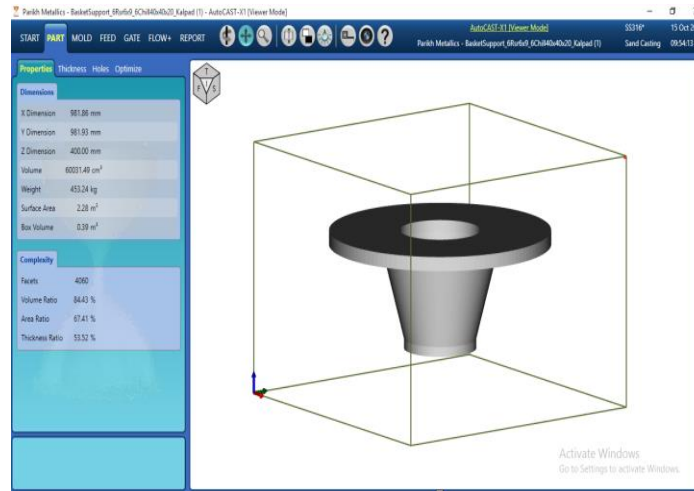 Parikh Metallics - BasketSupport_6Rsr6x9_6Chill40x40x20_Kalpad (1) - AutoCAST-X1 [Viewer Mode]
START PART MOLD FEED GATE FLOW+ REPORT
AutoCAST-X1 [Viewer Mode]
Parikh Metallics - BasketSupport_6Rsr6x9_6Chill40x40x20_Kalpad (1)
SS316*
Sand Casting
15 Oct 2
09:54:13
Properties Thickness Holes Optimize
Dimensions
X Dimension 981.86 mm
Y Dimension 981.93 mm
Z Dimension 400.00 mm
Volume 60031.49 cm³
Weight 453.24 kg
Surface Area 2.28 m²
Box Volume 0.39 m³
Complexity
Facets 4060
Volume Ratio 84.43 %
Area Ratio 67.41 %
Thickness Ratio 53.52 %
T
F S
Activate Windows
Go to Settings to activate Windows.